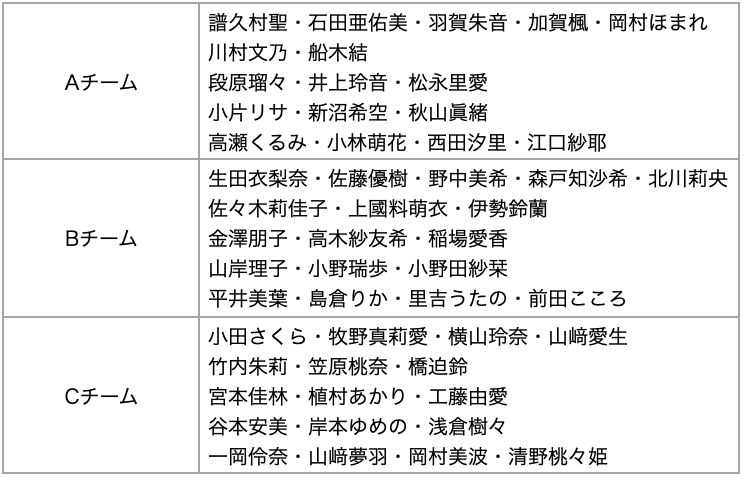 Aチーム
譜久村聖・石田亜佑美・羽賀朱音・加賀楓・岡村ほまれ
川村文乃・船木結
段原瑠々・井上玲音・松永里愛
小片リサ・新沼希空・秋山眞緒
高瀬くるみ・小林萌花・西田汐里・江口紗耶
Bチーム
生田衣梨奈・佐藤優樹・野中美希・森戸知沙希・北川莉央
佐々木莉佳子・上國料萌衣・伊勢鈴蘭
金澤朋子・高木紗友希・稲場愛香
山岸理子・小野瑞歩・小野田紗栞
平井美葉・島倉りか・里吉うたの・前田こころ
Cチーム
小田さくら・牧野真莉愛・横山玲奈・山﨑愛生
竹内朱莉・笠原桃奈・橋迫鈴
宮本佳林・植村あかり・工藤由愛
谷本安美・岸本ゆめの・浅倉樹々
一岡伶奈・山﨑夢羽・岡村美波・清野桃々姫